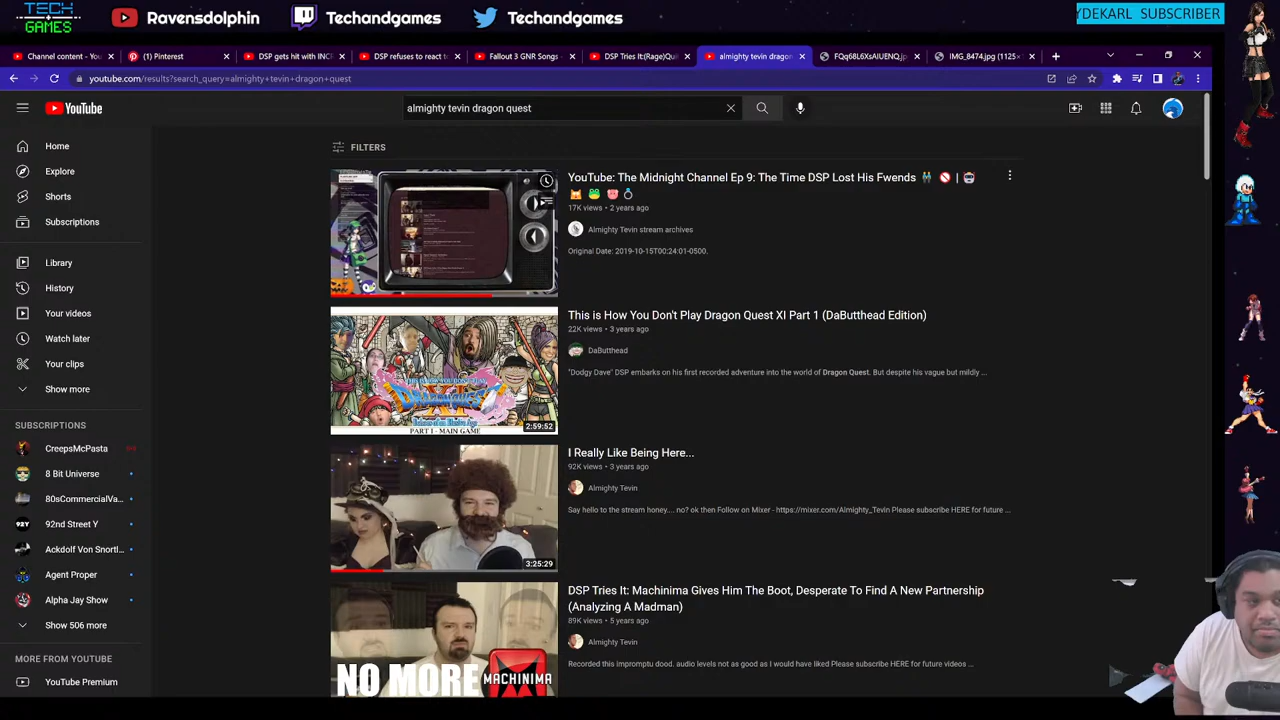 TECH
GAMES
Ravensdolphin
Techandgames
Techandgames
YDEKARL SUBSCRIBER
Channel content - You
(1) Pinterest
DSP gets hit with INC
DSP refuses to react to
Fallout 3 GNR Songs
DSP Tries It:(Rage)Qu
almighty tevin dragon
FQq68L6XsAIUENQ.jp
IMG_8474.jpg (1125×
youtube.com/results?search_query=almighty+tevin+dragon+quest
YouTube
almighty tevin dragon quest
Home
Explore
Shorts
Subscriptions
Library
History
Your videos
Watch later
Your clips
Show more
SUBSCRIPTIONS
CreepsMcPasta
8 Bit Universe
80sCommercialVa...
92Y
92nd Street Y
Ackdolf Von Snortl...
Agent Proper
Alpha Jay Show
Show 506 more
MORE FROM YOUTUBE
YouTube Premium
FILTERS
YouTube: The Midnight Channel Ep 9: The Time DSP Lost His Fwends 👬 🚫 | 🤖
🐱 🐸 🐷 💍
17K views • 2 years ago
Almighty Tevin stream archives
Original Date: 2019-10-15T00:24:01-0500.
DRAGON QUEST
PART 1 - MAIN GAME
2:59:52
This is How You Don't Play Dragon Quest XI Part 1 (DaButthead Edition)
22K views • 3 years ago
DaButthead
"Dodgy Dave" DSP embarks on his first recorded adventure into the world of Dragon Quest. But despite his vague but mildly ...
3:25:29
I Really Like Being Here...
92K views • 3 years ago
Almighty Tevin
Say hello to the stream honey.... no? ok then Follow on Mixer - https://mixer.com/Almighty_Tevin Please subscribe HERE for future ...
NO MORE
MACHINIMA
DSP Tries It: Machinima Gives Him The Boot, Desperate To Find A New Partnership
(Analyzing A Madman)
89K views • 5 years ago
Almighty Tevin
Recorded this impromptu dood. audio levels not as good as I would have liked Please subscribe HERE for future videos ...